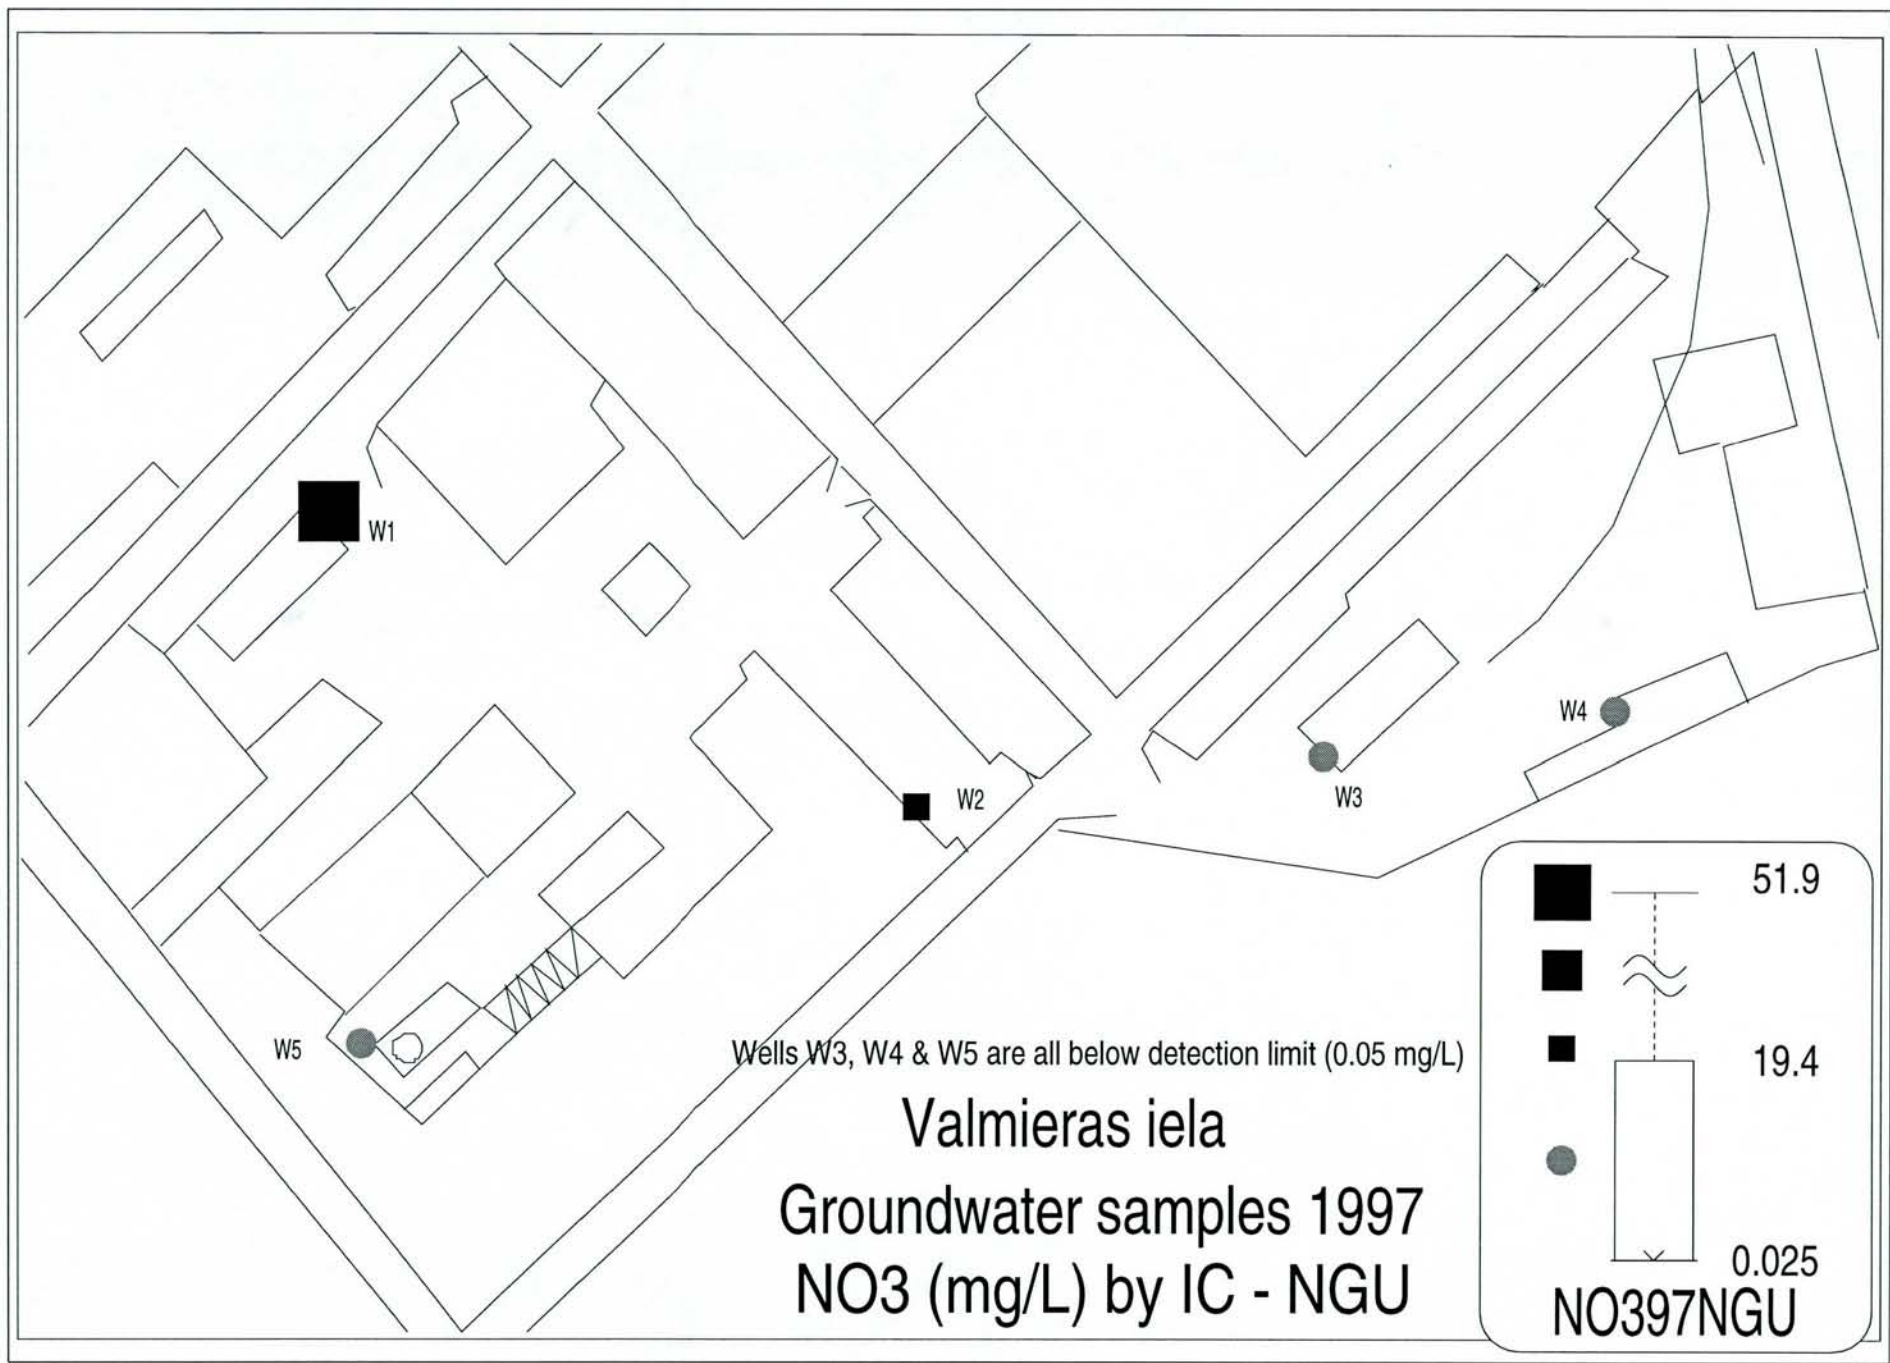 W1
W2
W3
W4
W5
Wells W3, W4 & W5 are all below detection limit (0.05 mg/L)
Valmieras iela
Groundwater samples 1997
NO3 (mg/L) by IC - NGU
51.9
19.4
0.025
NO397NGU